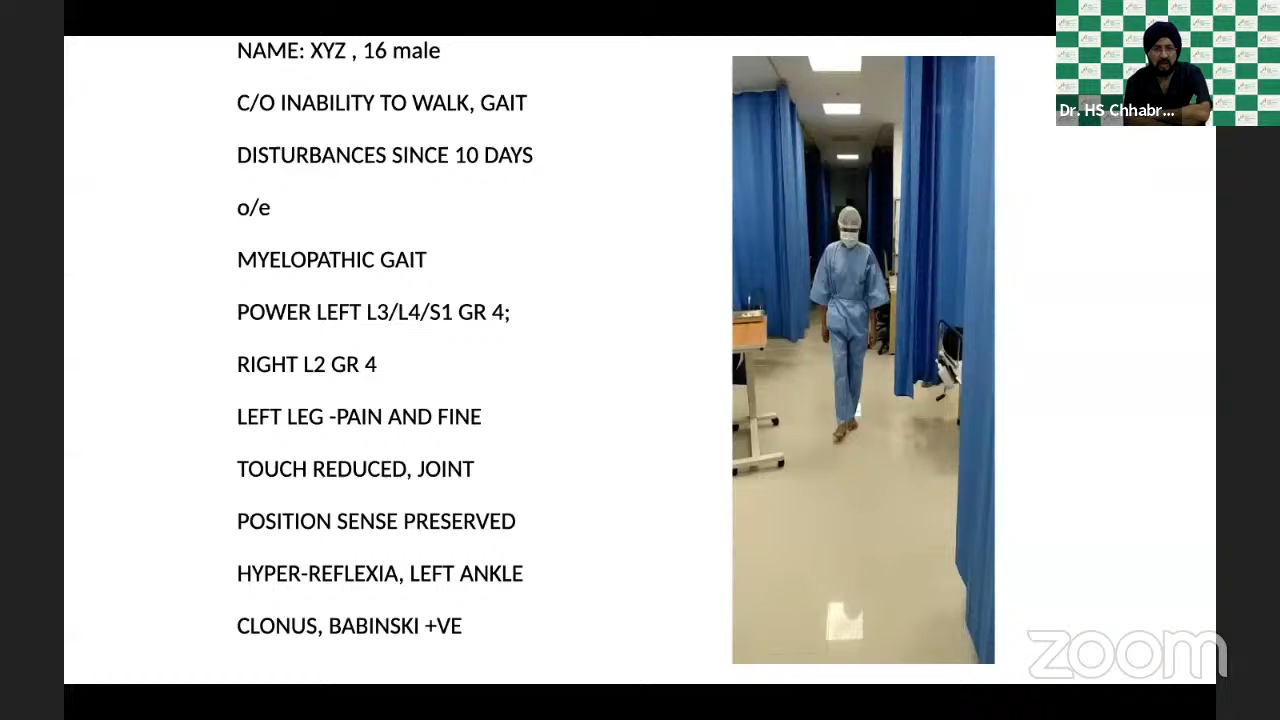 NAME: XYZ , 16 male
C/O INABILITY TO WALK, GAIT
DISTURBANCES SINCE 10 DAYS
o/e
MYELOPATHIC GAIT
POWER LEFT L3/L4/S1 GR 4;
RIGHT L2 GR 4
LEFT LEG -PAIN AND FINE
TOUCH REDUCED, JOINT
POSITION SENSE PRESERVED
HYPER-REFLEXIA, LEFT ANKLE
CLONUS, BABINSKI +VE
Dr. HS Chhabr...
zoom